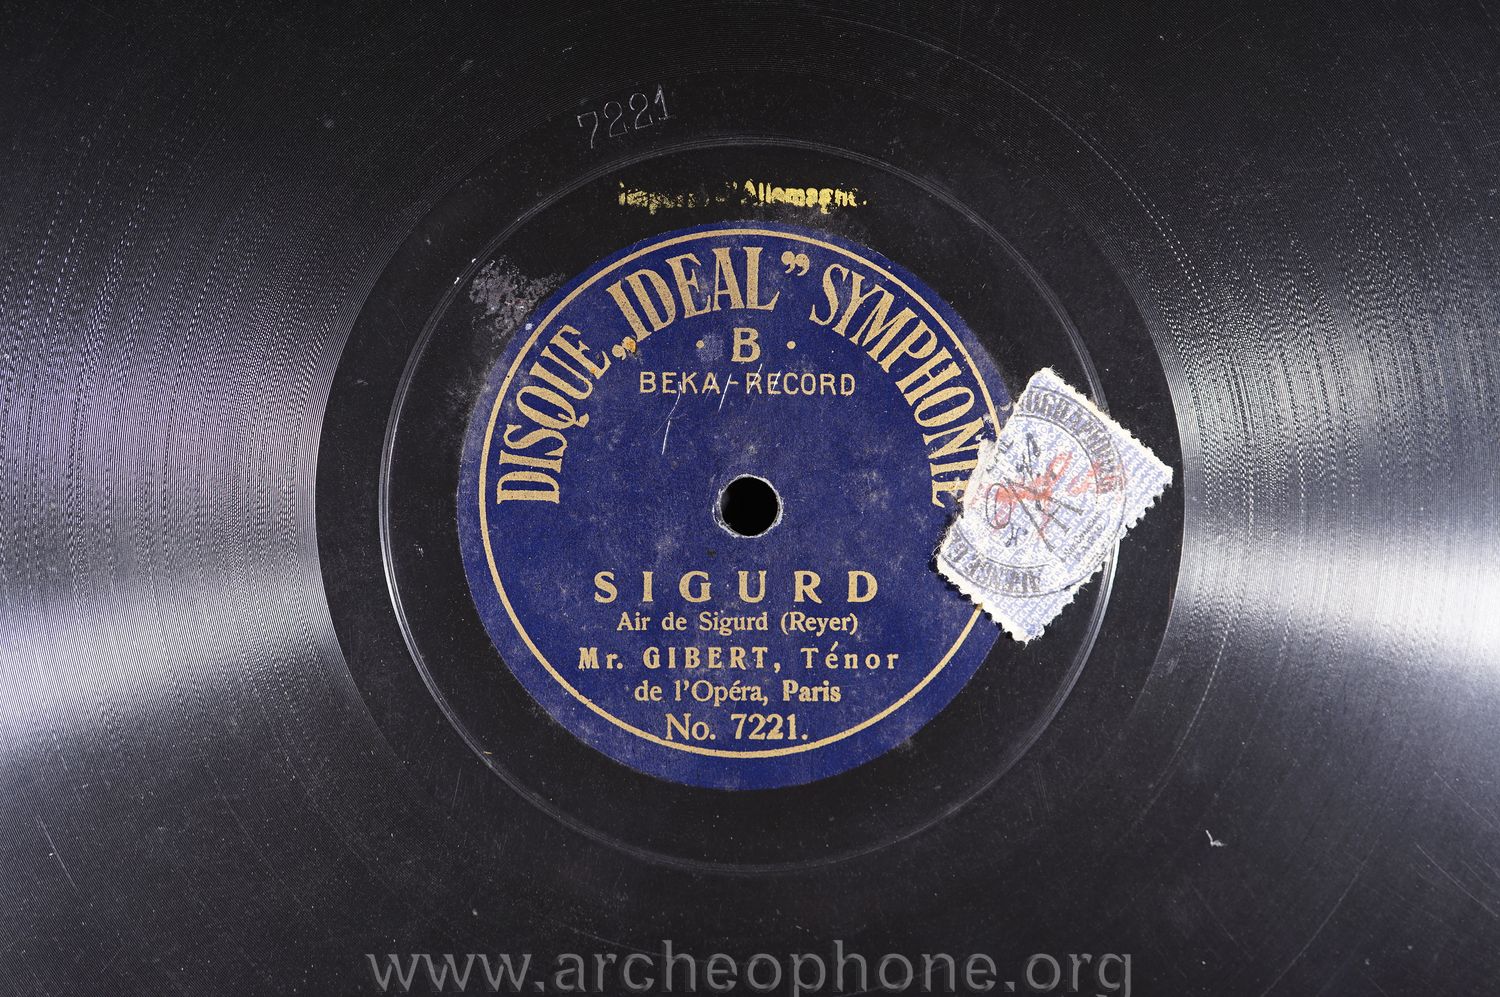 7221
d'Allemagne.
DISQUE „IDEAL” SYMPHONIE
· B ·
BEKA-RECORD
SIGURD
Air de Sigurd (Reyer)
Mr. GIBERT, Ténor
de l'Opéra, Paris
No. 7221.
www.archeophone.org